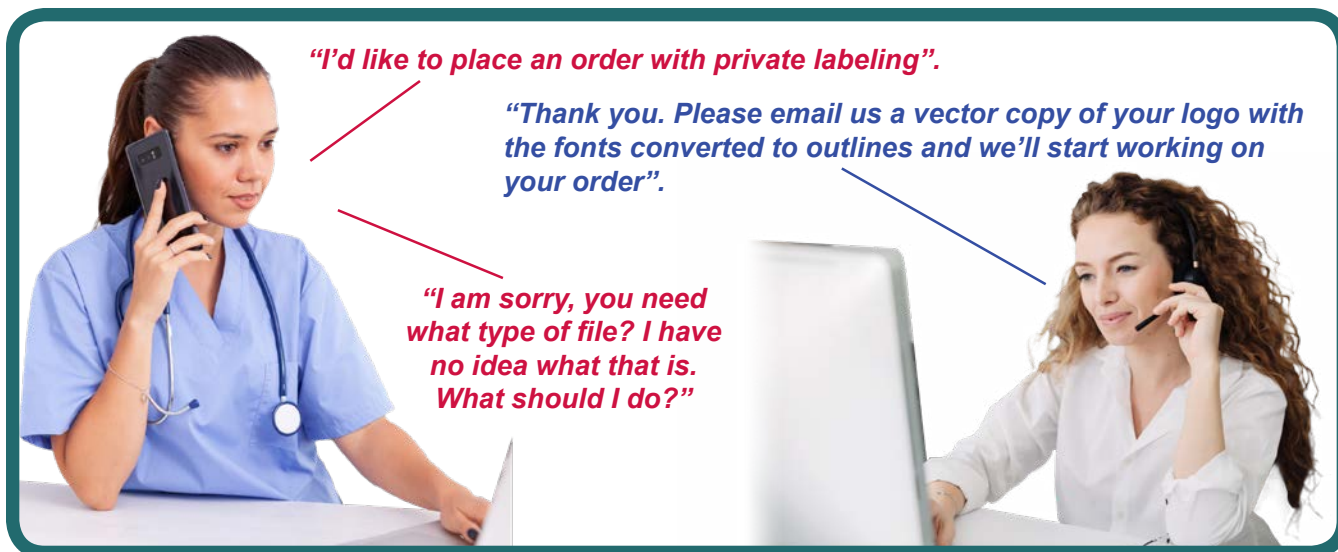 “I’d like to place an order with private labeling”.
“Thank you. Please email us a vector copy of your logo with
the fonts converted to outlines and we’ll start working on
your order”.
“I am sorry, you need
what type of file? I have
no idea what that is.
What should I do?”